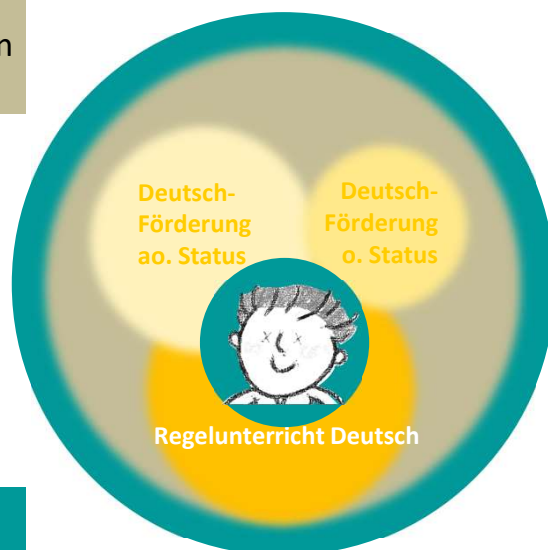 Deutsch-
Förderung
ao. Status
Deutsch-
Förderung
o. Status
Regelunterricht Deutsch